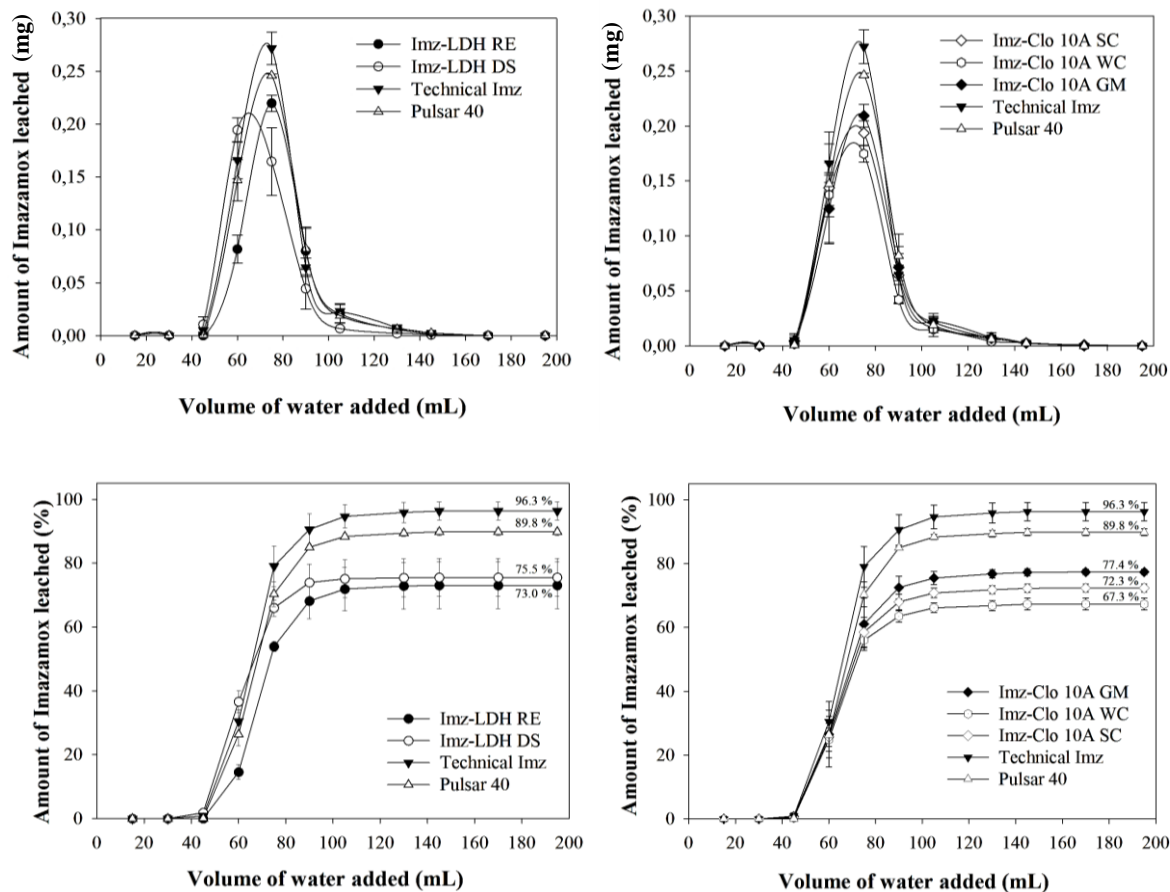 Amount of Imazamox leached (mg)
0,30
0,25
0,20
0,15
0,10
0,05
0,00
Imz-LDH RE
Imz-LDH DS
Technical Imz
Pulsar 40
0 20 40 60 80 100 120 140 160 180 200
Volume of water added (mL)
Amount of Imazamox leached (mg)
0,30
0,25
0,20
0,15
0,10
0,05
0,00
Imz-Clo 10A SC
Imz-Clo 10A WC
Imz-Clo 10A GM
Technical Imz
Pulsar 40
0 20 40 60 80 100 120 140 160 180 200
Volume of water added (mL)
Amount of Imazamox leached (%)
100
80
60
40
20
0
96.3 %
89.8 %
75.5 %
73.0 %
Imz-LDH RE
Imz-LDH DS
Technical Imz
Pulsar 40
0 20 40 60 80 100 120 140 160 180 200
Volume of water added (mL)
Amount of Imazamox leached (%)
100
80
60
40
20
0
96.3 %
89.8 %
77.4 %
72.3 %
67.3 %
Imz-Clo 10A GM
Imz-Clo 10A WC
Imz-Clo 10A SC
Technical Imz
Pulsar 40
0 20 40 60 80 100 120 140 160 180 200
Volume of water added (mL)